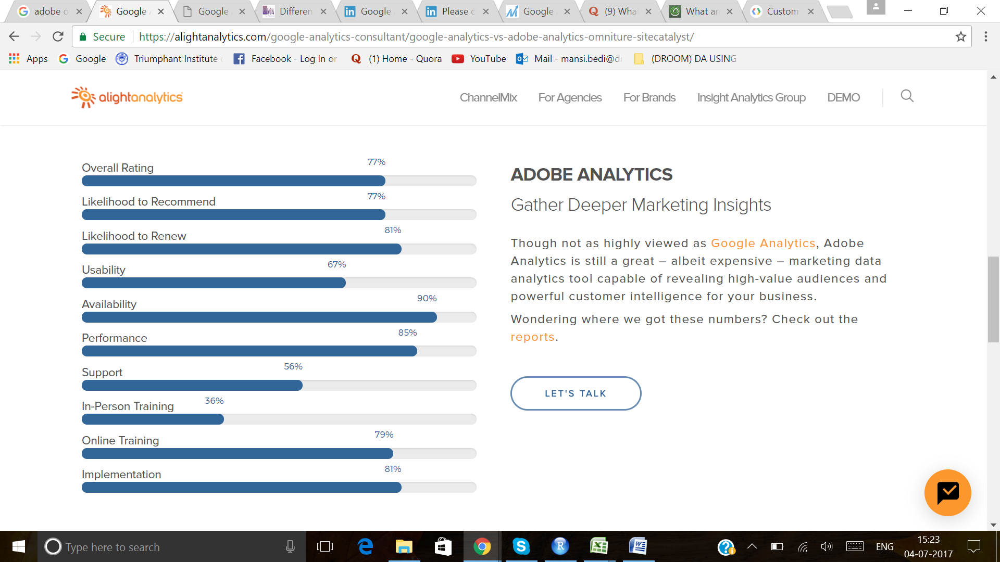 adobe o
Google
Google
Differen
Google
Please
Google
(9) Wha
What ar
Custom
Secure https://alightanalytics.com/google-analytics-consultant/google-analytics-vs-adobe-analytics-omniture-sitecatalyst/
Apps Google Triumphant Institute Facebook - Log In or (1) Home - Quora YouTube Mail - mansi.bedi@d (DROOM) DA USING
alightanalytics ChannelMix For Agencies For Brands Insight Analytics Group DEMO
77%
Overall Rating
77%
Likelihood to Recommend
81%
Likelihood to Renew
67%
Usability
90%
Availability
85%
Performance
56%
Support
36%
In-Person Training
79%
Online Training
81%
Implementation
ADOBE ANALYTICS
Gather Deeper Marketing Insights
Though not as highly viewed as Google Analytics, Adobe
Analytics is still a great – albeit expensive – marketing data
analytics tool capable of revealing high-value audiences and
powerful customer intelligence for your business.
Wondering where we got these numbers? Check out the
reports.
LET'S TALK
Type here to search
ENG
15:23
04-07-2017